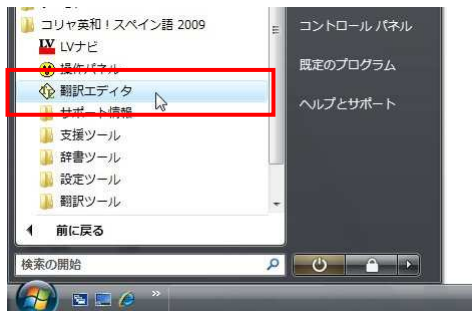 コリヤ英和！スペイン語 2009
LVナビ
操作パネル
翻訳エディタ
サポート情報
支援ツール
辞書ツール
設定ツール
翻訳ツール
前に戻る
検索の開始
コントロール パネル
既定のプログラム
ヘルプとサポート